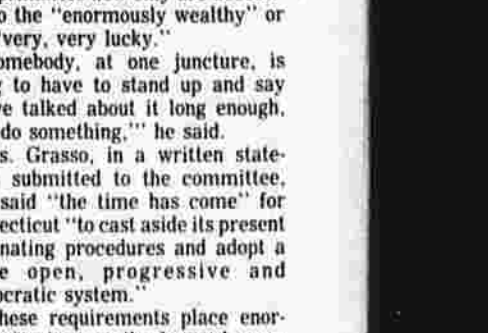 o the "enormously wealthy" or
"very, very lucky."
omebody, at one juncture, is
g to have to stand up and say
e talked about it long enough,
do something,'" he said.
s. Grasso, in a written state-
submitted to the committee,
said "the time has come" for
ecticut "to cast aside its present
nating procedures and adopt a
e open, progressive and
ocratic system."
hese requirements place enor-